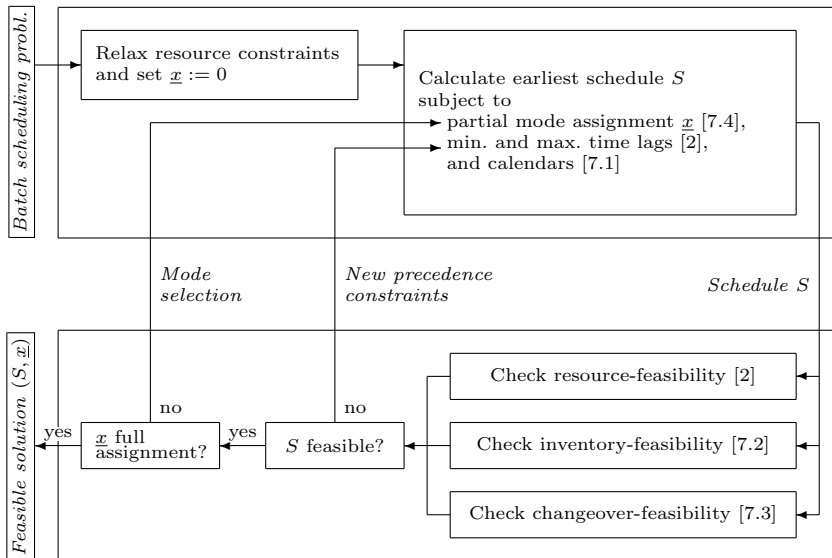 Batch scheduling probl.
Relax resource constraints
and set x := 0
Calculate earliest schedule S
subject to
partial mode assignment x [7.4],
min. and max. time lags [2],
and calendars [7.1]
Mode
selection
New precedence
constraints
Schedule S
Feasible solution (S, x)
yes
x full
assignment?
no
yes
S feasible?
no
Check resource-feasibility [2]
Check inventory-feasibility [7.2]
Check changeover-feasibility [7.3]